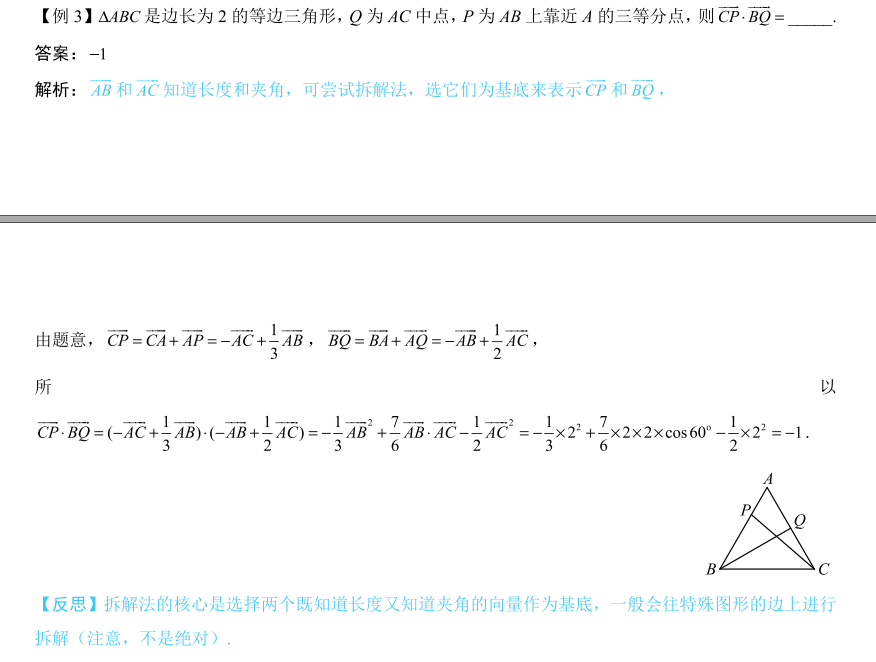 【例 3】ΔABC 是边长为 2 的等边三角形，Q 为 AC 中点，P 为 AB 上靠近 A 的三等分点，则 $\overrightarrow{CP}\cdot\overrightarrow{BQ}=$ _____.
答案：−1
解析：$\overrightarrow{AB}$ 和 $\overrightarrow{AC}$ 知道长度和夹角，可尝试拆解法，选它们为基底来表示 $\overrightarrow{CP}$ 和 $\overrightarrow{BQ}$，
由题意，$\overrightarrow{CP}=\overrightarrow{CA}+\overrightarrow{AP}=-\overrightarrow{AC}+\frac{1}{3}\overrightarrow{AB}$，$\overrightarrow{BQ}=\overrightarrow{BA}+\overrightarrow{AQ}=-\overrightarrow{AB}+\frac{1}{2}\overrightarrow{AC}$，
所 以
$\overrightarrow{CP}\cdot\overrightarrow{BQ}=(-\overrightarrow{AC}+\frac{1}{3}\overrightarrow{AB})\cdot(-\overrightarrow{AB}+\frac{1}{2}\overrightarrow{AC})=-\frac{1}{3}\overrightarrow{AB}^2+\frac{7}{6}\overrightarrow{AB}\cdot\overrightarrow{AC}-\frac{1}{2}\overrightarrow{AC}^2=-\frac{1}{3}\times2^2+\frac{7}{6}\times2\times2\times\cos60^{\circ}-\frac{1}{2}\times2^2=-1$.
A
P
Q
B
C
【反思】拆解法的核心是选择两个既知道长度又知道夹角的向量作为基底，一般会往特殊图形的边上进行
拆解（注意，不是绝对）.